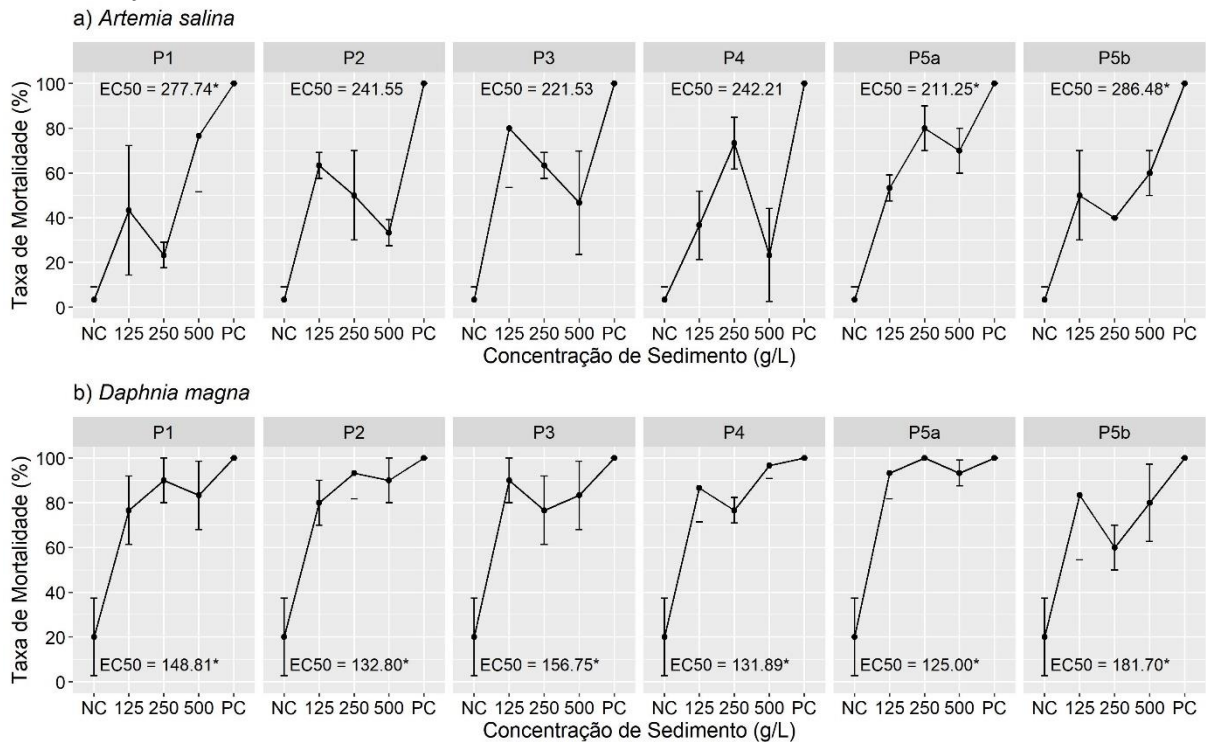 a) Artemia salina
P1 P2 P3 P4 P5a P5b
Taxa de Mortalidade (%)
100
80
60
40
20
0
EC50 = 277.74* EC50 = 241.55 EC50 = 221.53 EC50 = 242.21 EC50 = 211.25* EC50 = 286.48*
NC 125 250 500 PC NC 125 250 500 PC NC 125 250 500 PC NC 125 250 500 PC NC 125 250 500 PC NC 125 250 500 PC
Concentração de Sedimento (g/L)
b) Daphnia magna
P1 P2 P3 P4 P5a P5b
Taxa de Mortalidade (%)
100
80
60
40
20
0
EC50 = 148.81* EC50 = 132.80* EC50 = 156.75* EC50 = 131.89* EC50 = 125.00* EC50 = 181.70*
NC 125 250 500 PC NC 125 250 500 PC NC 125 250 500 PC NC 125 250 500 PC NC 125 250 500 PC NC 125 250 500 PC
Concentração de Sedimento (g/L)